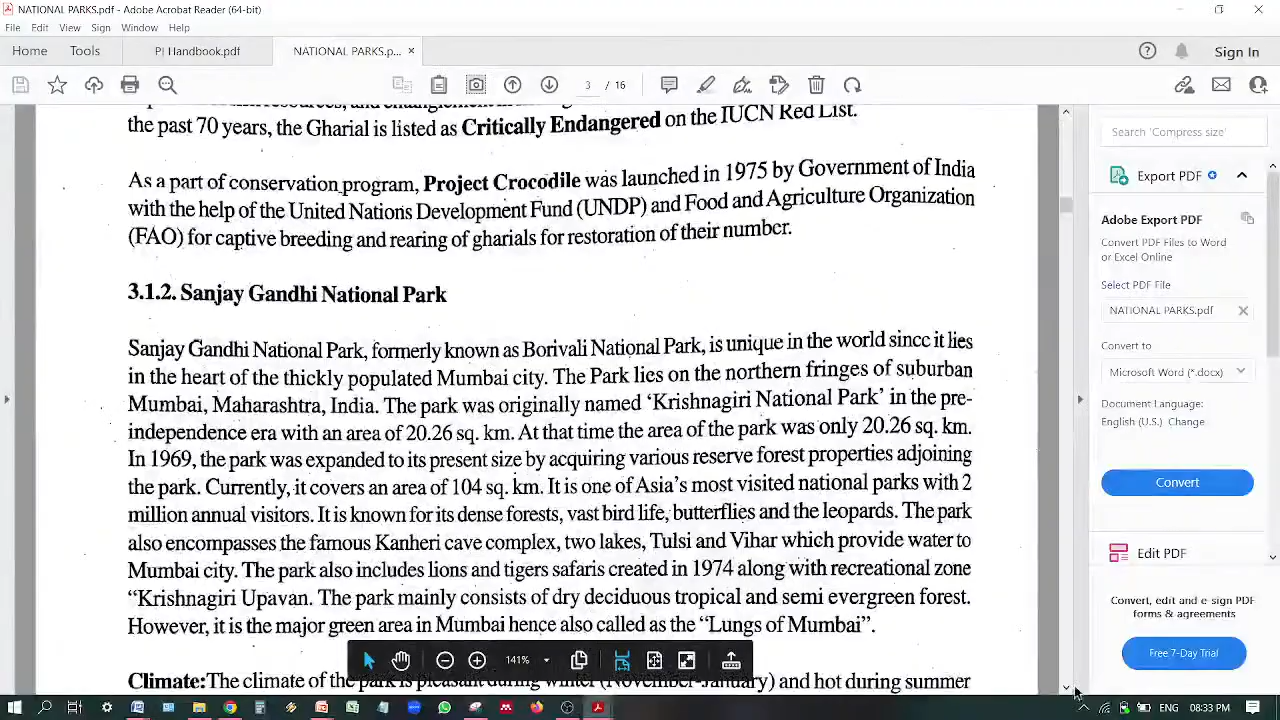 NATIONAL PARKS.pdf - Adobe Acrobat Reader (64-bit)
File Edit View Sign Window Help
Home Tools PJ Handbook.pdf NATIONAL PARKS.p... × Sign In
3 / 16
the past 70 years, the Gharial is listed as Critically Endangered on the IUCN Red List.
As a part of conservation program, Project Crocodile was launched in 1975 by Government of India
with the help of the United Nations Development Fund (UNDP) and Food and Agriculture Organization
(FAO) for captive breeding and rearing of gharials for restoration of their number.
3.1.2. Sanjay Gandhi National Park
Sanjay Gandhi National Park, formerly known as Borivali National Park, is unique in the world since it lies
in the heart of the thickly populated Mumbai city. The Park lies on the northern fringes of suburban
Mumbai, Maharashtra, India. The park was originally named ‘Krishnagiri National Park’ in the pre-
independence era with an area of 20.26 sq. km. At that time the area of the park was only 20.26 sq. km.
In 1969, the park was expanded to its present size by acquiring various reserve forest properties adjoining
the park. Currently, it covers an area of 104 sq. km. It is one of Asia’s most visited national parks with 2
million annual visitors. It is known for its dense forests, vast bird life, butterflies and the leopards. The park
also encompasses the famous Kanheri cave complex, two lakes, Tulsi and Vihar which provide water to
Mumbai city. The park also includes lions and tigers safaris created in 1974 along with recreational zone
“Krishnagiri Upavan. The park mainly consists of dry deciduous tropical and semi evergreen forest.
However, it is the major green area in Mumbai hence also called as the “Lungs of Mumbai”.
141%
Climate:The climate of the park is pleasant during winter (November-January) and hot during summer
Search 'Compress size'
Export PDF
Adobe Export PDF
Convert PDF Files to Word
or Excel Online
Select PDF File
NATIONAL PARKS.pdf
Convert to
Microsoft Word (*.docx)
Document Language:
English (U.S.) Change
Convert
Edit PDF
Convert, edit and e-sign PDF
forms & agreements
Free 7-Day Trial
ENG 08:33 PM